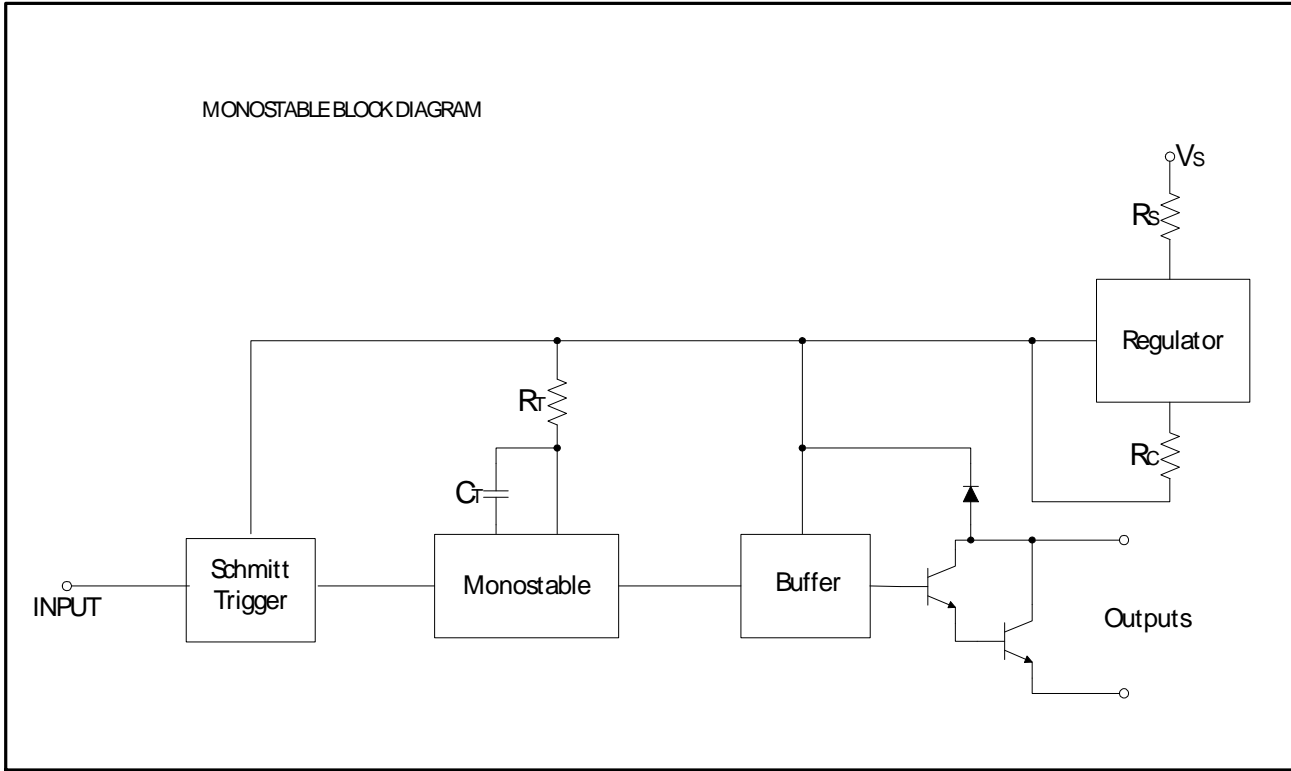 MONOSTABLE BLOCK DIAGRAM
VS
RS
Regulator
RT
RC
CT
Schmitt
Trigger
Monostable
Buffer
INPUT
Outputs